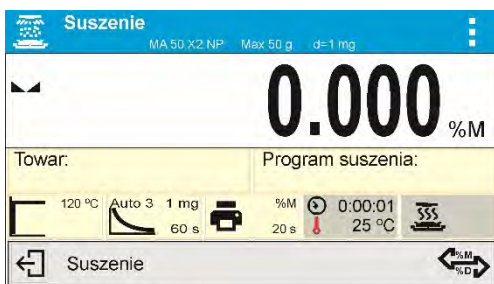 Suszenie
MA 50.X2.NP Max 50 g d=1 mg
0.000 %M
Towar: Program suszenia:
120 °C Auto 3 1 mg %M 0:00:01
60 s 20 s 25 °C
Suszenie %M
%D